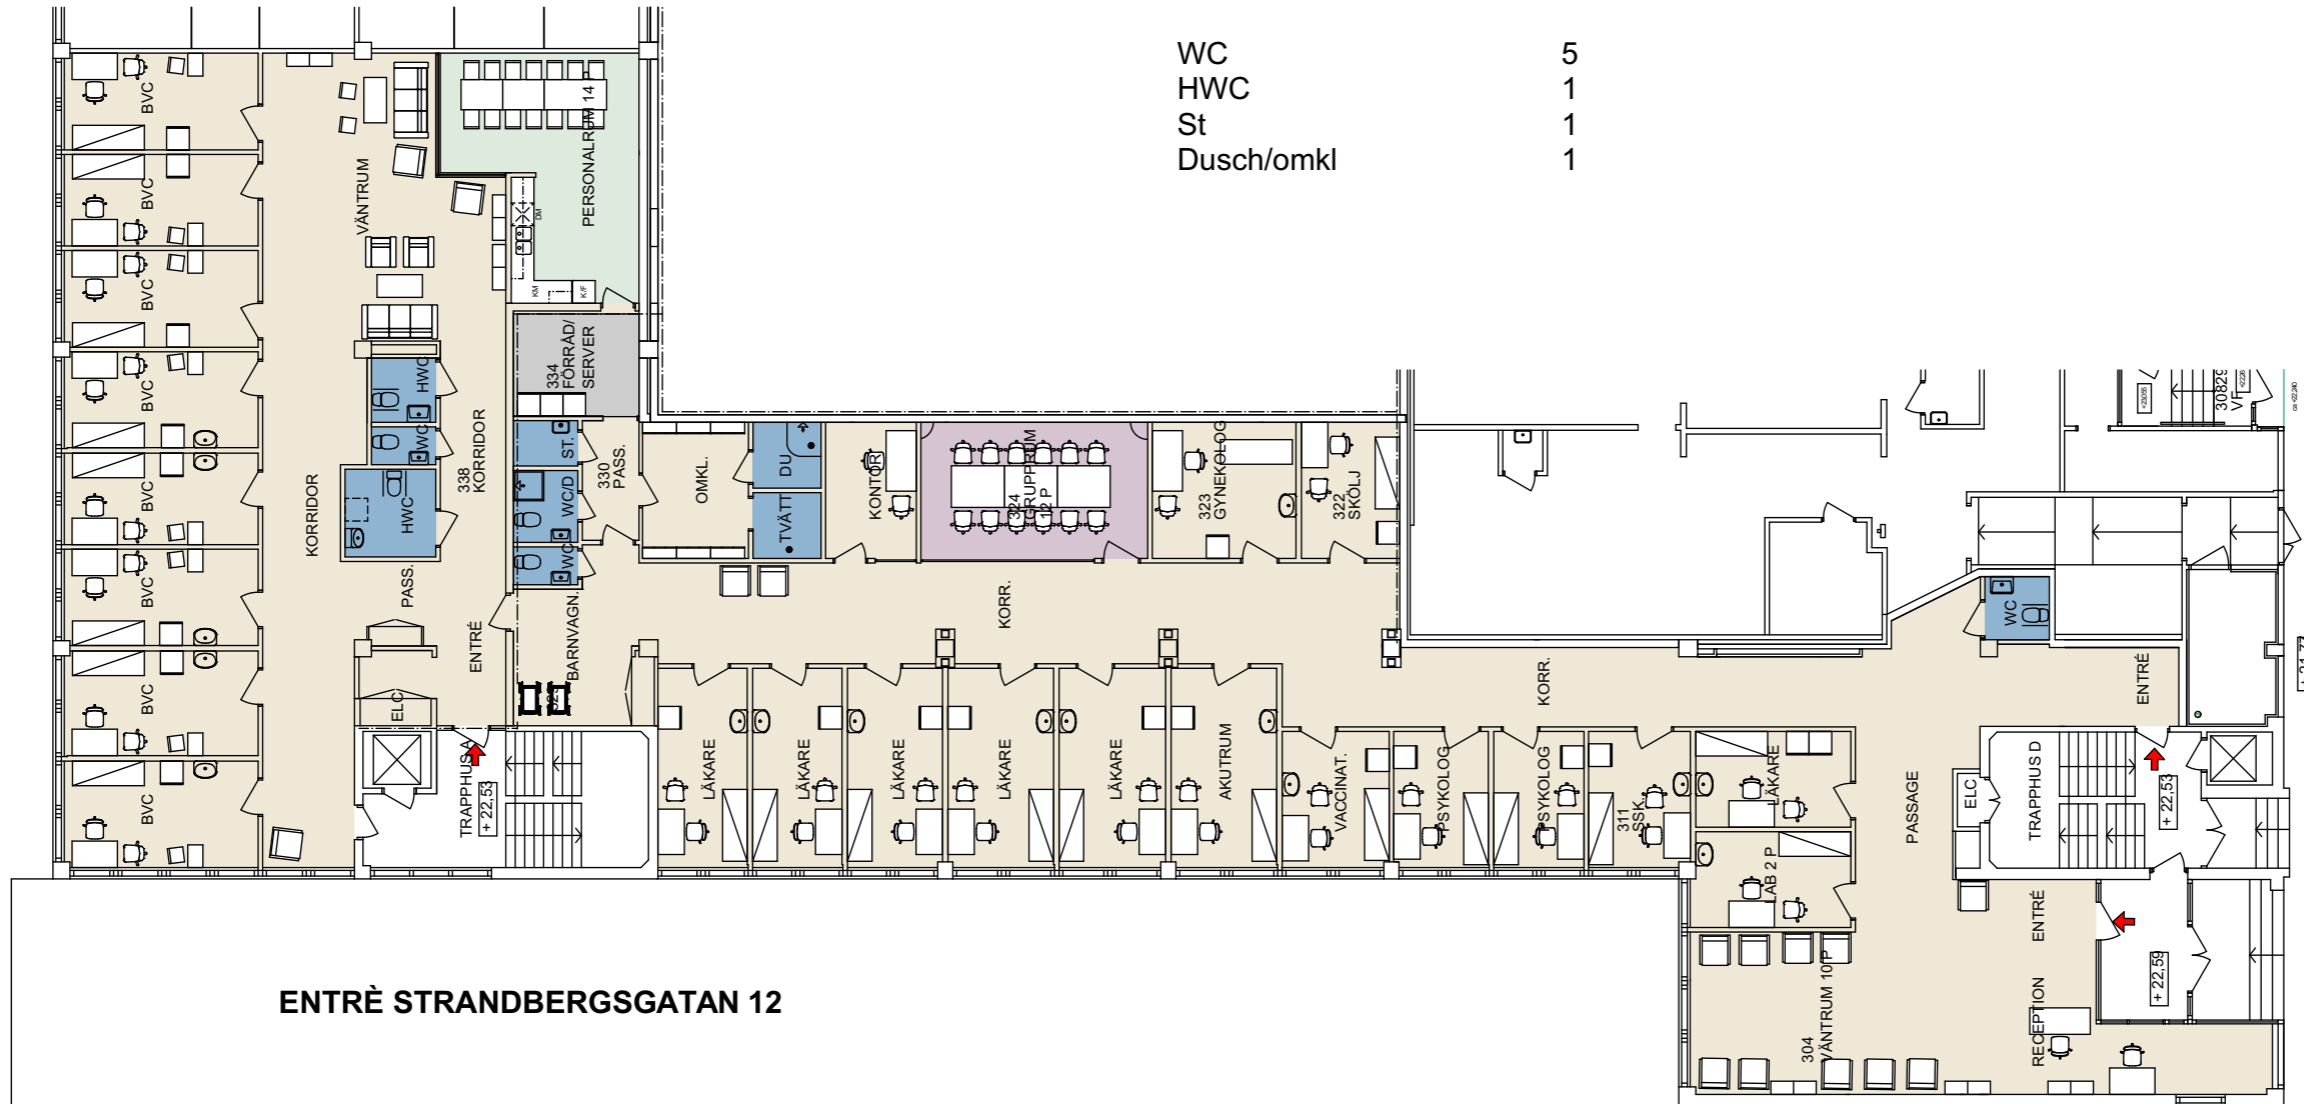 WC 5
HWC 1
St 1
Dusch/omkl 1
BVC
BVC
BVC
BVC
BVC
BVC
BVC
BVC
VÄNTRUM
PERSONALRUM 14 P
DM
KM
K/F
334
FÖRRÅD/
SERVER
HWC
WC
HWC
338
KORRIDOR
KORRIDOR
PASS.
ENTRÉ
ELC
ST.
WC/D
WC
330
PASS.
BARNVAGN.
OMKL.
DU
TVÄTT
KONTOR
324
GRUPPRUM
12 P
323
GYNEKOLOG
322
SKÖLJ
KORR.
KORR.
TRAPPHUS A
+ 22,53
LÄKARE
LÄKARE
LÄKARE
LÄKARE
LÄKARE
AKUTRUM
VACCINAT.
PSYKOLOG
PSYKOLOG
311
SSK.
LÄKARE
LAB 2 P
PASSAGE
ELC
TRAPPHUS D
+ 22,53
WC
ENTRÉ
ENTRÉ
+ 22,59
RECEPTION
304
VÄNTRUM 10 P
ENTRÈ STRANDBERGSGATAN 12